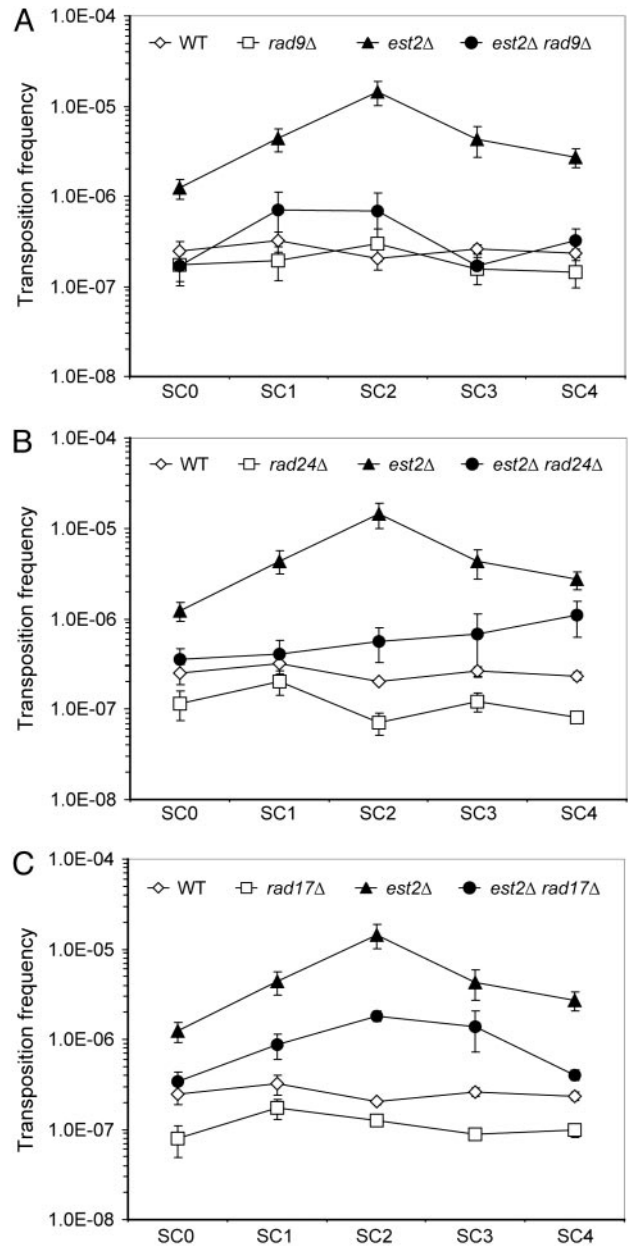 A
WT rad9Δ est2Δ est2Δ rad9Δ
1.0E-04
1.0E-05
1.0E-06
1.0E-07
1.0E-08
Transposition frequency
SC0 SC1 SC2 SC3 SC4
B
WT rad24Δ est2Δ est2Δ rad24Δ
1.0E-04
1.0E-05
1.0E-06
1.0E-07
1.0E-08
Transposition frequency
SC0 SC1 SC2 SC3 SC4
C
WT rad17Δ est2Δ est2Δ rad17Δ
1.0E-04
1.0E-05
1.0E-06
1.0E-07
1.0E-08
Transposition frequency
SC0 SC1 SC2 SC3 SC4